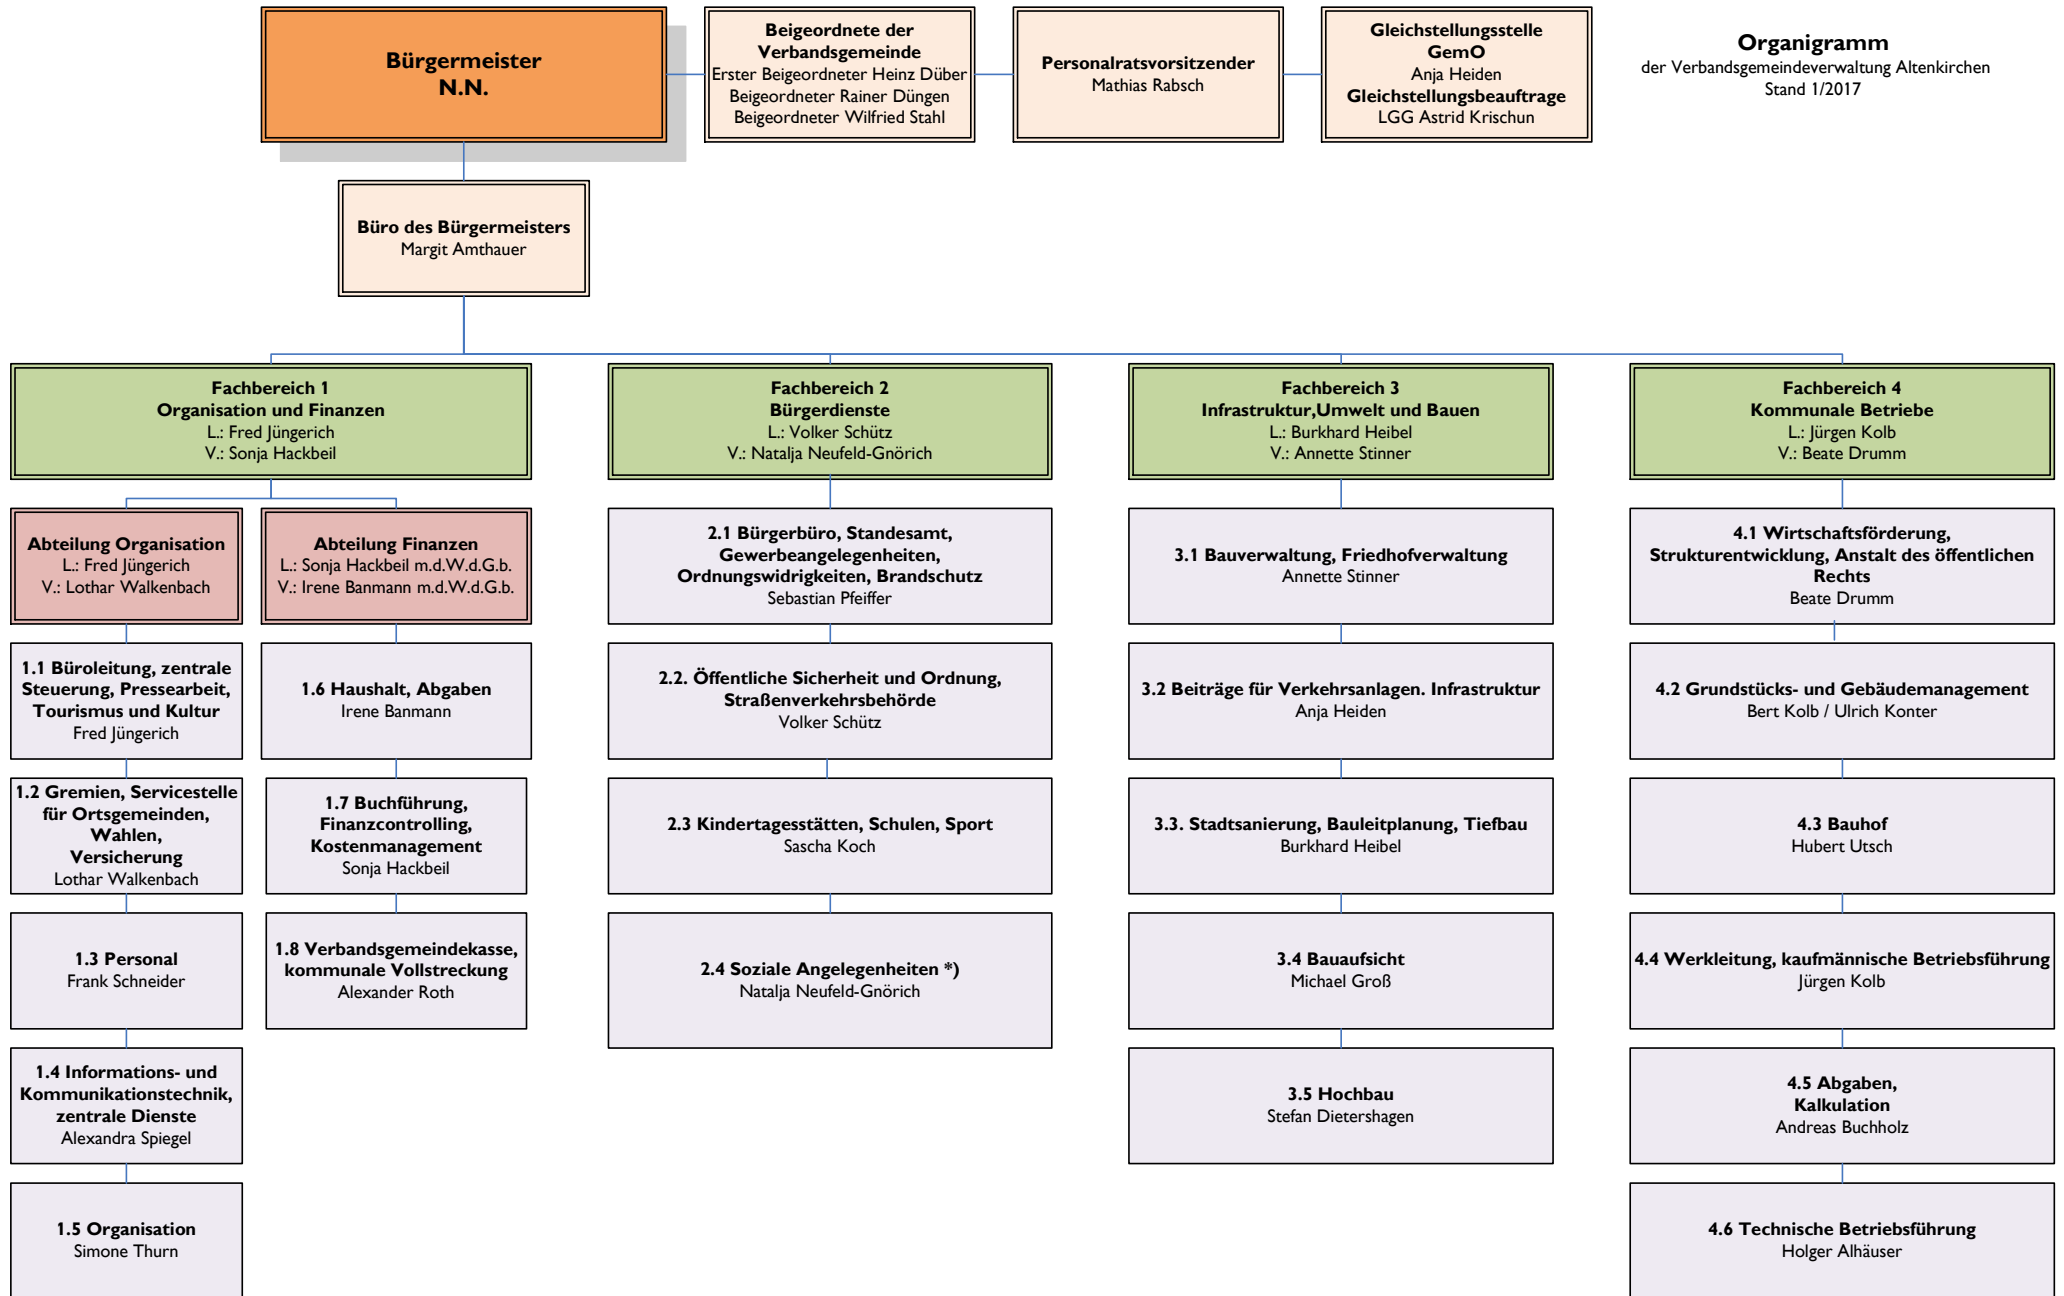 Bürgermeister
N.N.
Beigeordnete der
Verbandsgemeinde
Erster Beigeordneter Heinz Düber
Beigeordneter Rainer Düngen
Beigeordneter Wilfried Stahl
Personalratsvorsitzender
Mathias Rabsch
Gleichstellungsstelle
GemO
Anja Heiden
Gleichstellungsbeauftrage
LGG Astrid Krischun
Organigramm
der Verbandsgemeindeverwaltung Altenkirchen
Stand 1/2017
Büro des Bürgermeisters
Margit Amthauer
Fachbereich 1
Organisation und Finanzen
L.: Fred Jüngerich
V.: Sonja Hackbeil
Abteilung Organisation
L.: Fred Jüngerich
V.: Lothar Walkenbach
1.1 Büroleitung, zentrale
Steuerung, Pressearbeit,
Tourismus und Kultur
Fred Jüngerich
1.2 Gremien, Servicestelle
für Ortsgemeinden,
Wahlen,
Versicherung
Lothar Walkenbach
1.3 Personal
Frank Schneider
1.4 Informations- und
Kommunikationstechnik,
zentrale Dienste
Alexandra Spiegel
1.5 Organisation
Simone Thurn
Abteilung Finanzen
L.: Sonja Hackbeil m.d.W.d.G.b.
V.: Irene Banmann m.d.W.d.G.b.
1.6 Haushalt, Abgaben
Irene Banmann
1.7 Buchführung,
Finanzcontrolling,
Kostenmanagement
Sonja Hackbeil
1.8 Verbandsgemeindekasse,
kommunale Vollstreckung
Alexander Roth
Fachbereich 2
Bürgerdienste
L.: Volker Schütz
V.: Natalja Neufeld-Gnörich
2.1 Bürgerbüro, Standesamt,
Gewerbeangelegenheiten,
Ordnungswidrigkeiten, Brandschutz
Sebastian Pfeiffer
2.2. Öffentliche Sicherheit und Ordnung,
Straßenverkehrsbehörde
Volker Schütz
2.3 Kindertagesstätten, Schulen, Sport
Sascha Koch
2.4 Soziale Angelegenheiten *)
Natalja Neufeld-Gnörich
Fachbereich 3
Infrastruktur,Umwelt und Bauen
L.: Burkhard Heibel
V.: Annette Stinner
3.1 Bauverwaltung, Friedhofverwaltung
Annette Stinner
3.2 Beiträge für Verkehrsanlagen. Infrastruktur
Anja Heiden
3.3. Stadtsanierung, Bauleitplanung, Tiefbau
Burkhard Heibel
3.4 Bauaufsicht
Michael Groß
3.5 Hochbau
Stefan Dietershagen
Fachbereich 4
Kommunale Betriebe
L.: Jürgen Kolb
V.: Beate Drumm
4.1 Wirtschaftsförderung,
Strukturentwicklung, Anstalt des öffentlichen
Rechts
Beate Drumm
4.2 Grundstücks- und Gebäudemanagement
Bert Kolb / Ulrich Konter
4.3 Bauhof
Hubert Utsch
4.4 Werkleitung, kaufmännische Betriebsführung
Jürgen Kolb
4.5 Abgaben,
Kalkulation
Andreas Buchholz
4.6 Technische Betriebsführung
Holger Alhäuser